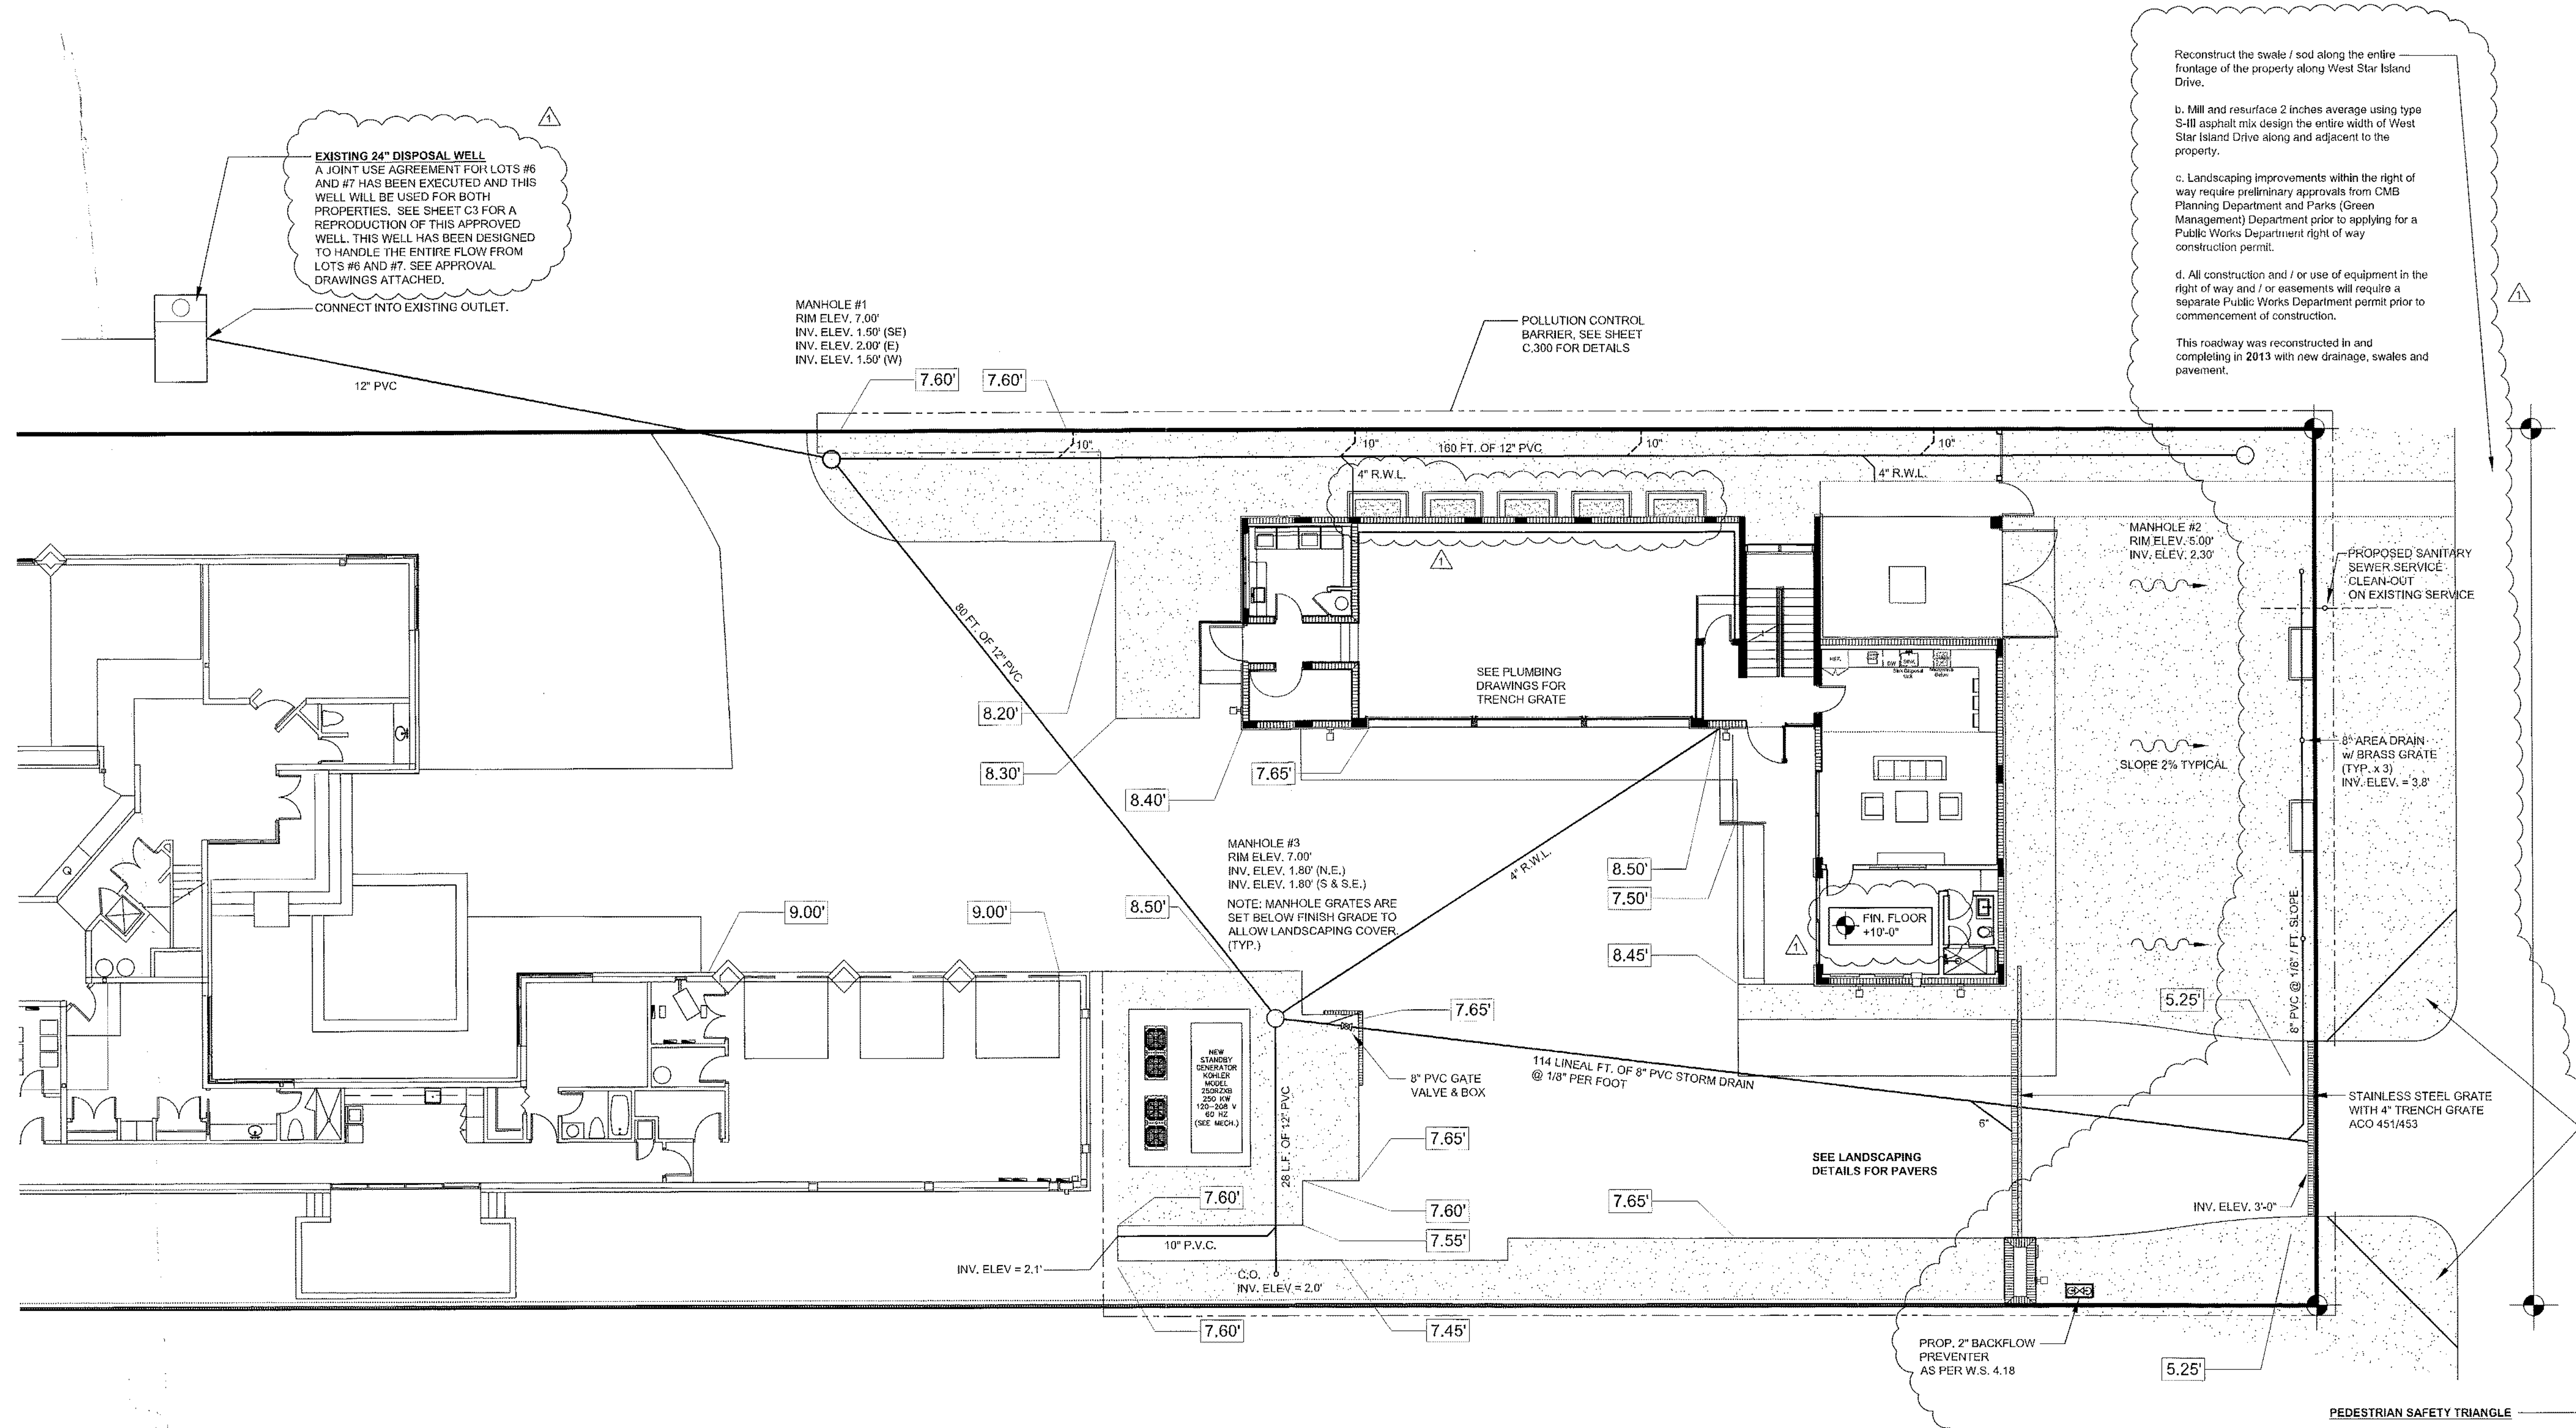 Reconstruct the swale / sod along the entire
frontage of the property along West Star Island
Drive.
b. Mill and resurface 2 inches average using type
S-III asphalt mix design the entire width of West
Star Island Drive along and adjacent to the
property.
c. Landscaping improvements within the right of
way require preliminary approvals from CMB
Planning Department and Parks (Green
Management) Department prior to applying for a
Public Works Department right of way
construction permit.
d. All construction and / or use of equipment in the
right of way and / or easements will require a
separate Public Works Department permit prior to
commencement of construction.
This roadway was reconstructed in and
completing in 2013 with new drainage, swales and
pavement.
1
1
EXISTING 24" DISPOSAL WELL
A JOINT USE AGREEMENT FOR LOTS #6
AND #7 HAS BEEN EXECUTED AND THIS
WELL WILL BE USED FOR BOTH
PROPERTIES. SEE SHEET C3 FOR A
REPRODUCTION OF THIS APPROVED
WELL. THIS WELL HAS BEEN DESIGNED
TO HANDLE THE ENTIRE FLOW FROM
LOTS #6 AND #7. SEE APPROVAL
DRAWINGS ATTACHED.
CONNECT INTO EXISTING OUTLET.
12" PVC
MANHOLE #1
RIM ELEV. 7.00'
INV. ELEV. 1.50' (SE)
INV. ELEV. 2.00' (E)
INV. ELEV. 1.50' (W)
7.60'
7.60'
POLLUTION CONTROL
BARRIER, SEE SHEET
C.300 FOR DETAILS
10"
10"
160 FT. OF 12" PVC
10"
10"
4" R.W.L.
4" R.W.L.
1
MANHOLE #2
RIM ELEV. 5.00'
INV. ELEV. 2.30'
PROPOSED SANITARY
SEWER SERVICE
CLEAN-OUT
ON EXISTING SERVICE
80 FT. OF 12" PVC
SEE PLUMBING
DRAWINGS FOR
TRENCH GRATE
REF.
DW
8.20'
8.30'
8.40'
7.65'
SLOPE 2% TYPICAL
8" AREA DRAIN
w/ BRASS GRATE
(TYP. x 3)
INV. ELEV. = 3.8'
MANHOLE #3
RIM ELEV. 7.00'
INV. ELEV. 1.80' (N.E.)
INV. ELEV. 1.80' (S & S.E.)
NOTE: MANHOLE GRATES ARE
SET BELOW FINISH GRADE TO
ALLOW LANDSCAPING COVER.
(TYP.)
4" R.W.L.
8.50'
7.50'
8.45'
8.50'
9.00'
9.00'
FIN. FLOOR
+10'-0"
1
8" PVC @ 1/8" / FT. SLOPE
5.25'
7.65'
NEW
STANDBY
GENERATOR
KOHLER
MODEL
250RZXB
250 KW
120-208 V
60 HZ
(SEE MECH.)
8" PVC GATE
VALVE & BOX
114 LINEAL FT. OF 8" PVC STORM DRAIN
@ 1/8" PER FOOT
6"
STAINLESS STEEL GRATE
WITH 4" TRENCH GRATE
ACO 451/453
28 L.F. OF 12" PVC
7.65'
SEE LANDSCAPING
DETAILS FOR PAVERS
7.60'
7.60'
7.55'
7.65'
INV. ELEV. 3'-0"
10" P.V.C.
INV. ELEV = 2.1'
C.O.
INV. ELEV = 2.0'
7.60'
7.45'
PROP. 2" BACKFLOW
PREVENTER
AS PER W.S. 4.18
5.25'
PEDESTRIAN SAFETY TRIANGLE